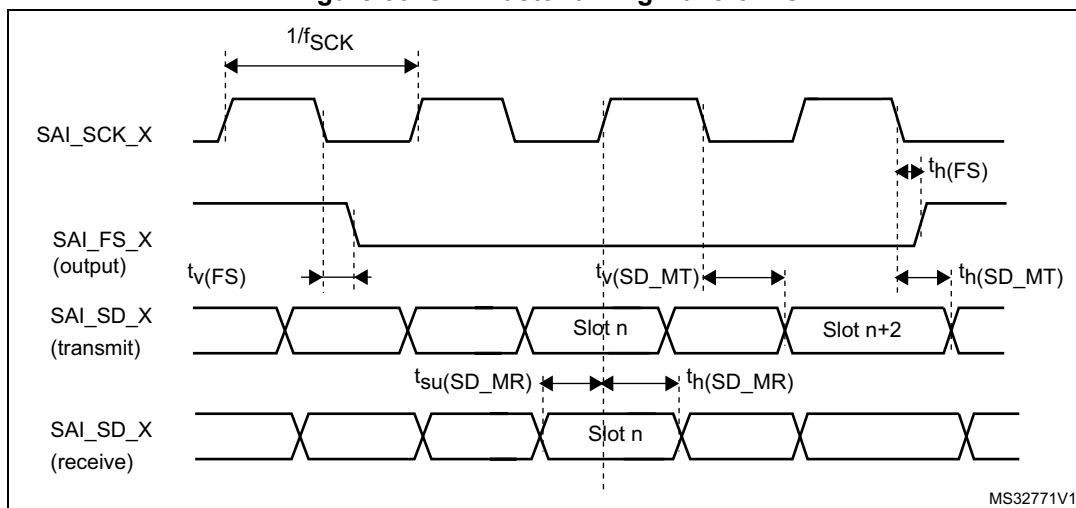 1/fSCK
SAI_SCK_X
th(FS)
SAI_FS_X
(output)
tv(FS)
tv(SD_MT)
th(SD_MT)
SAI_SD_X
(transmit)
Slot n
Slot n+2
tsu(SD_MR)
th(SD_MR)
SAI_SD_X
(receive)
Slot n
MS32771V1